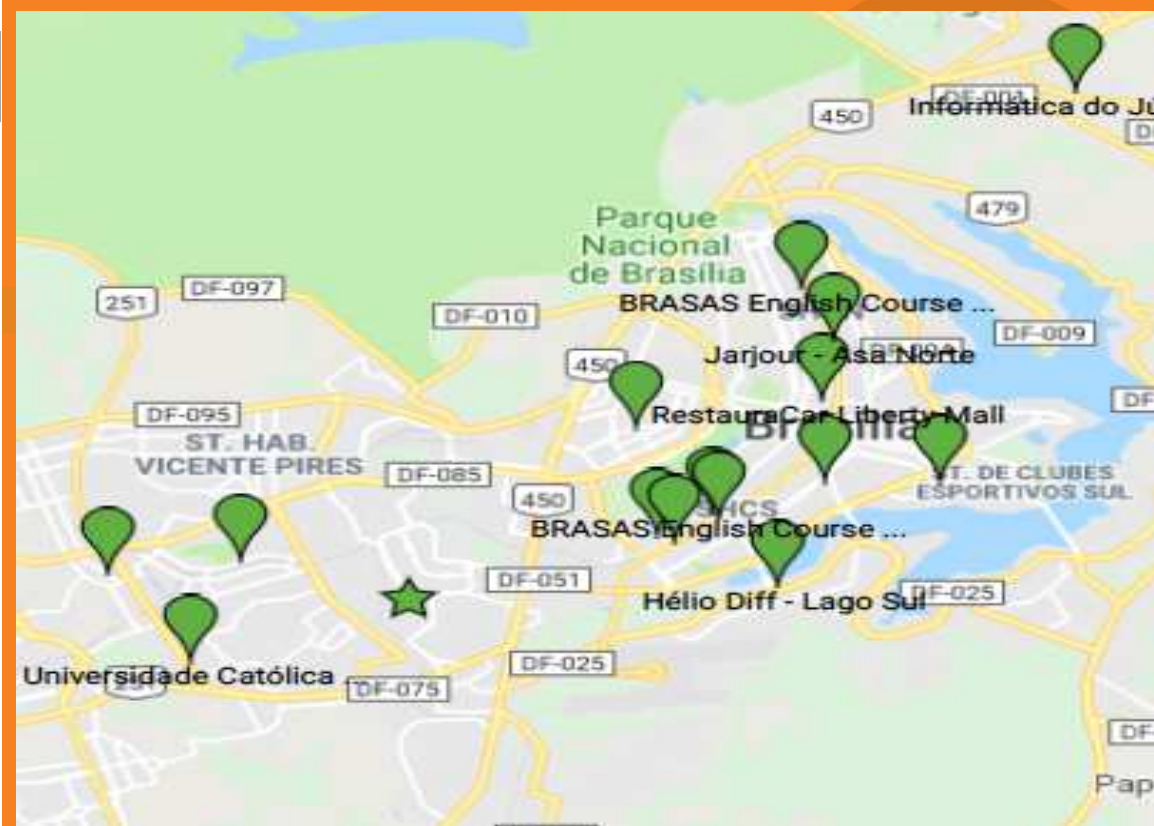 450
Informática do Jú
479
Parque
Nacional
de Brasília
251
DF-097
DF-010
BRASAS English Course ...
DF-009
Jarjour - Asa Norte
450
DF-095
RestauraCar Liberty Mall
DF
ST. HAB.
VICENTE PIRES
DF-085
450
ST. DE CLUBES
ESPORTIVOS SUL
BRASAS English Course ...
DF-051
Hélio Diff - Lago Sul
DF-025
DF-025
Universidade Católica ...
DF-075
DF-
Pap